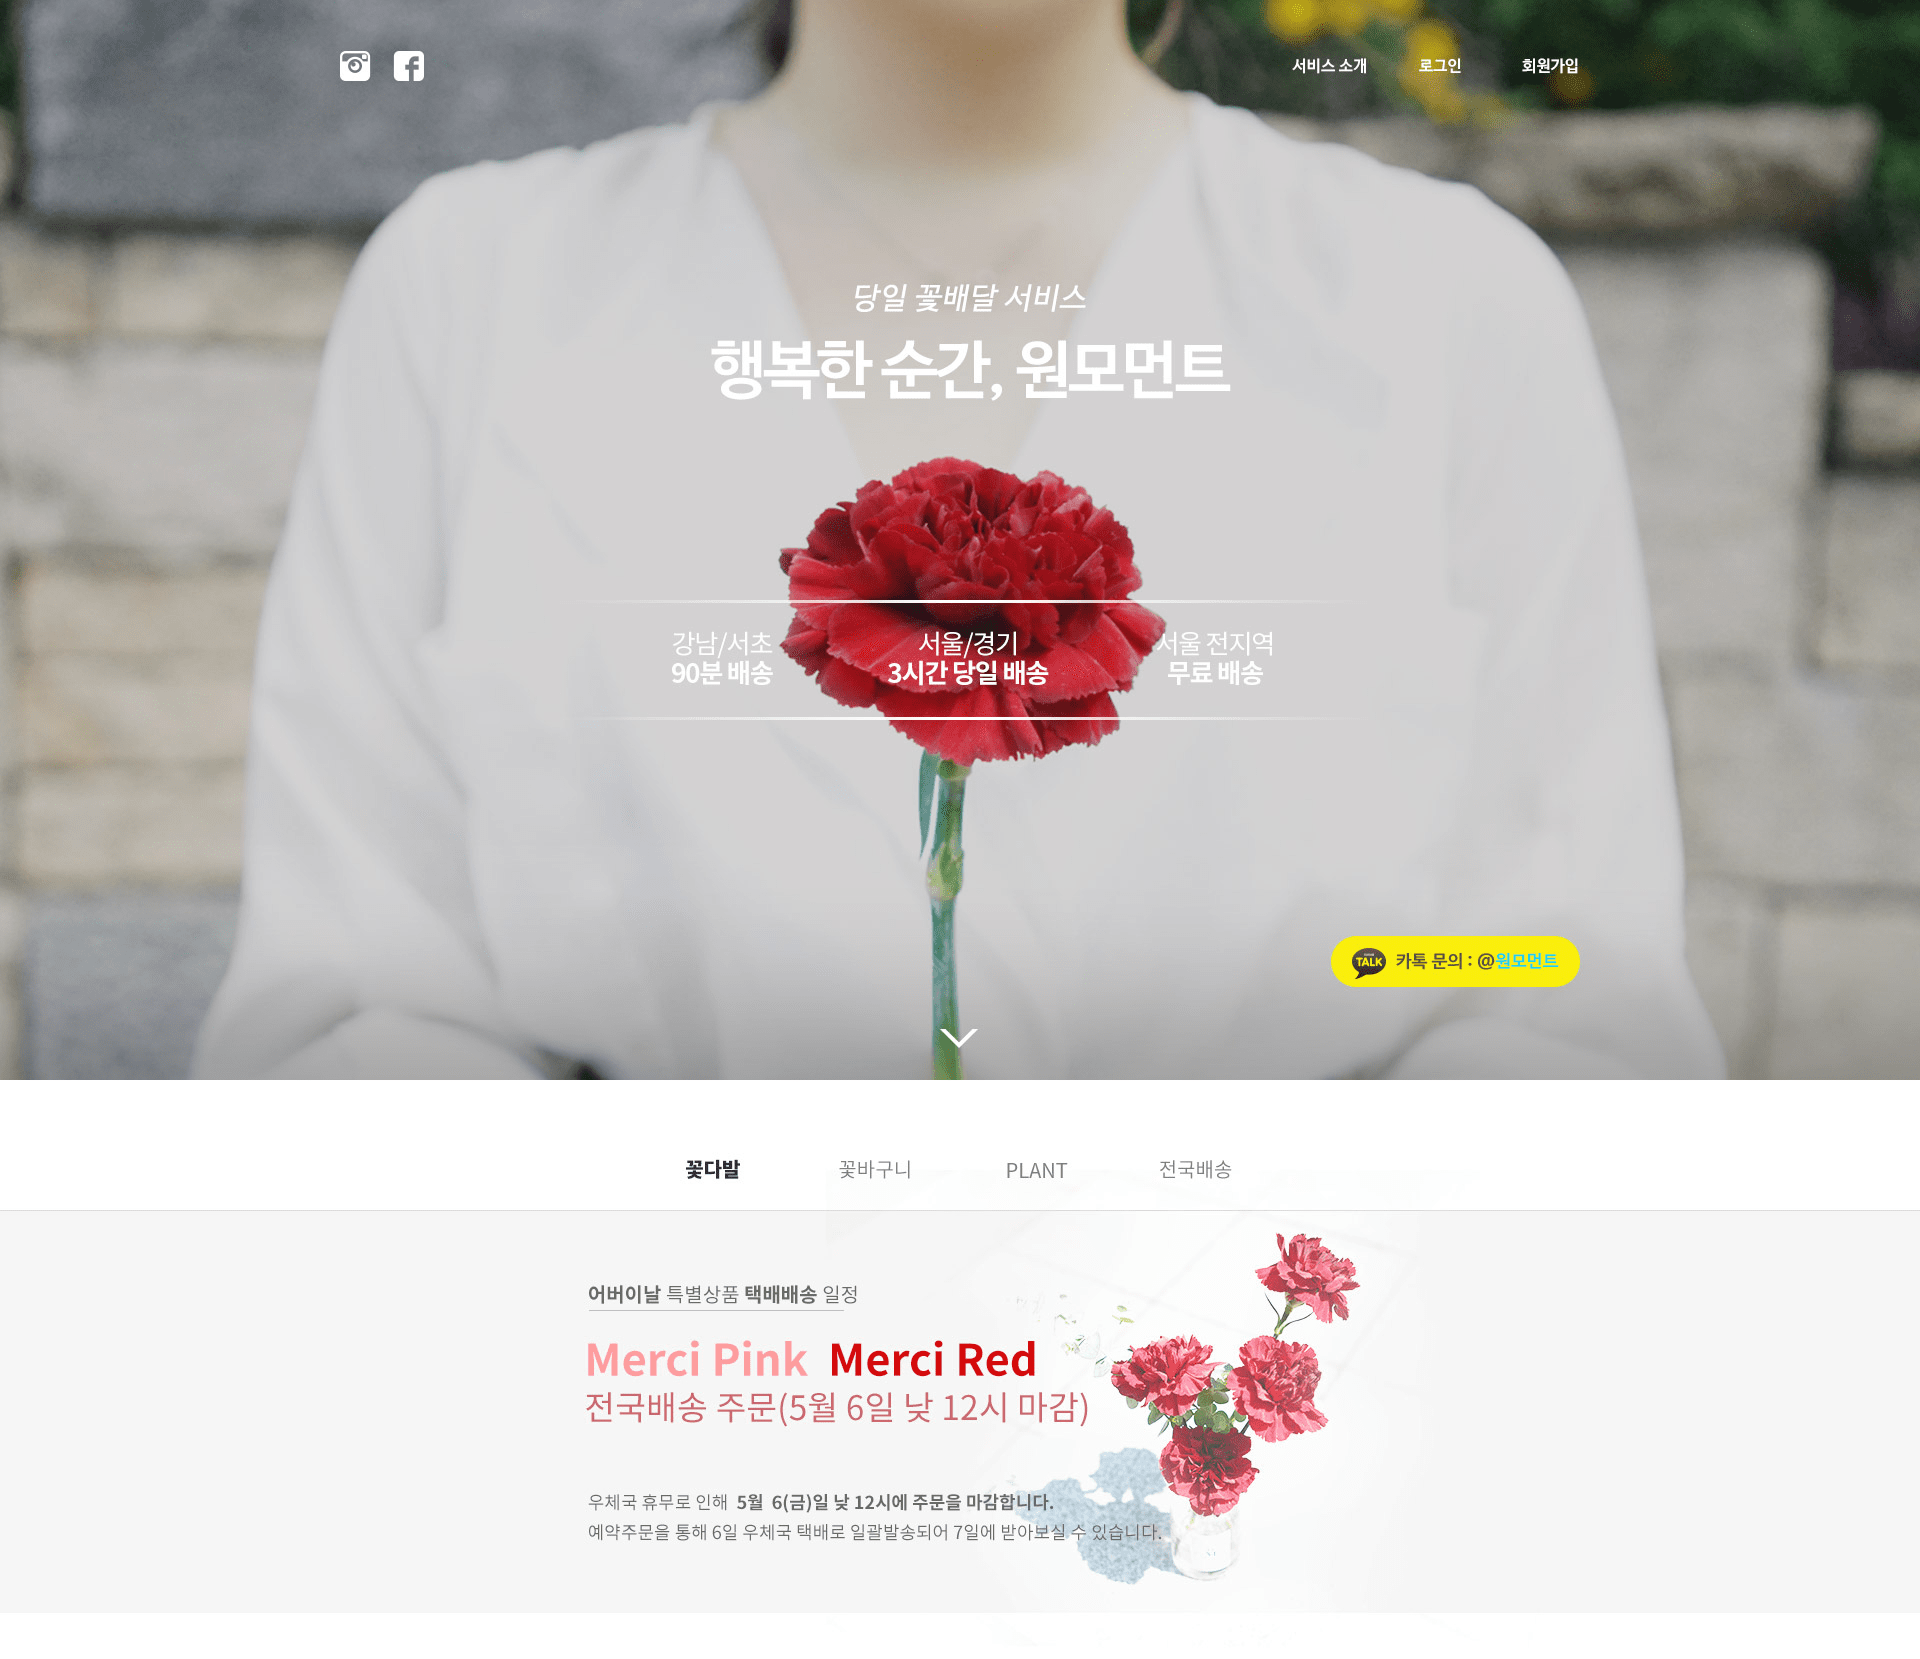 서비스 소개 로그인 회원가입
당일 꽃배달 서비스
행복한 순간, 원모먼트
강남/서초
90분 배송
서울/경기
3시간 당일 배송
서울 전지역
무료 배송
TALK 카톡 문의 : @원모먼트
꽃다발 꽃바구니 PLANT 전국배송
어버이날 특별상품 택배배송 일정
Merci Pink Merci Red
전국배송 주문(5월 6일 낮 12시 마감)
우체국 휴무로 인해 5월 6(금)일 낮 12시에 주문을 마감합니다.
예약주문을 통해 6일 우체국 택배로 일괄발송되어 7일에 받아보실 수 있습니다.